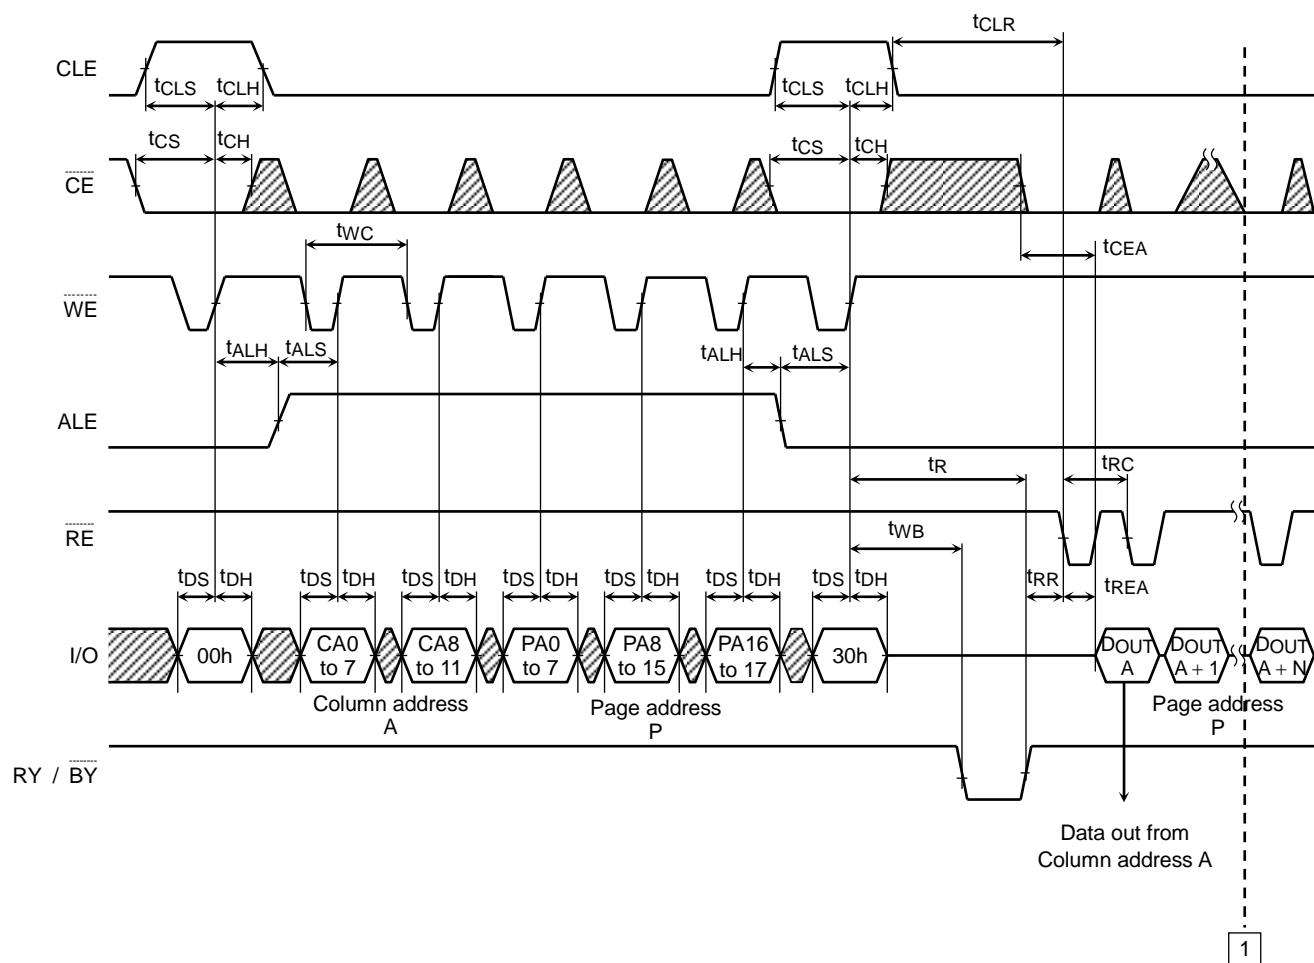 tCLR
CLE
tCLS tCLH tCLS tCLH
tCS tCH tCS tCH
CE
tWC tCEA
WE
tALH tALS tALH tALS
ALE
tR tRC
RE
tWB
tDS tDH tDS tDH tDS tDH tDS tDH tDS tDH tDS tDH tDS tDH tRR tREA
I/O 00h CA0 to 7 CA8 to 11 PA0 to 7 PA8 to 15 PA16 to 17 30h DOUT A DOUT A + 1 DOUT A + N
Column address A Page address P Page address P
RY / BY
Data out from
Column address A
1